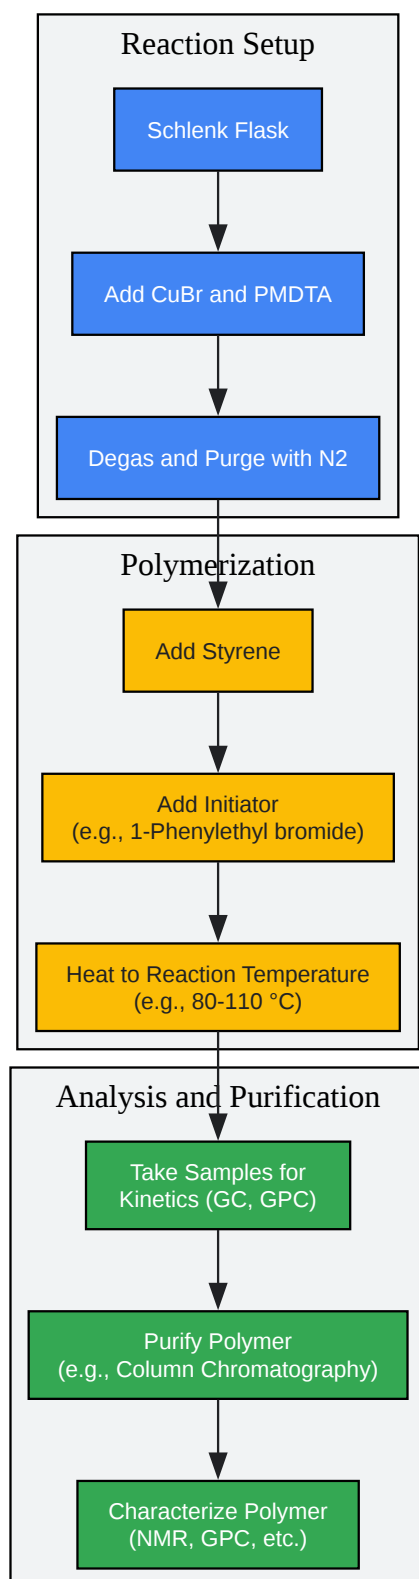 Reaction Setup
Schlenk Flask
Add CuBr and PMDTA
Degas and Purge with N2
Polymerization
Add Styrene
Add Initiator
(e.g., 1-Phenylethyl bromide)
Heat to Reaction Temperature
(e.g., 80-110 °C)
Analysis and Purification
Take Samples for
Kinetics (GC, GPC)
Purify Polymer
(e.g., Column Chromatography)
Characterize Polymer
(NMR, GPC, etc.)